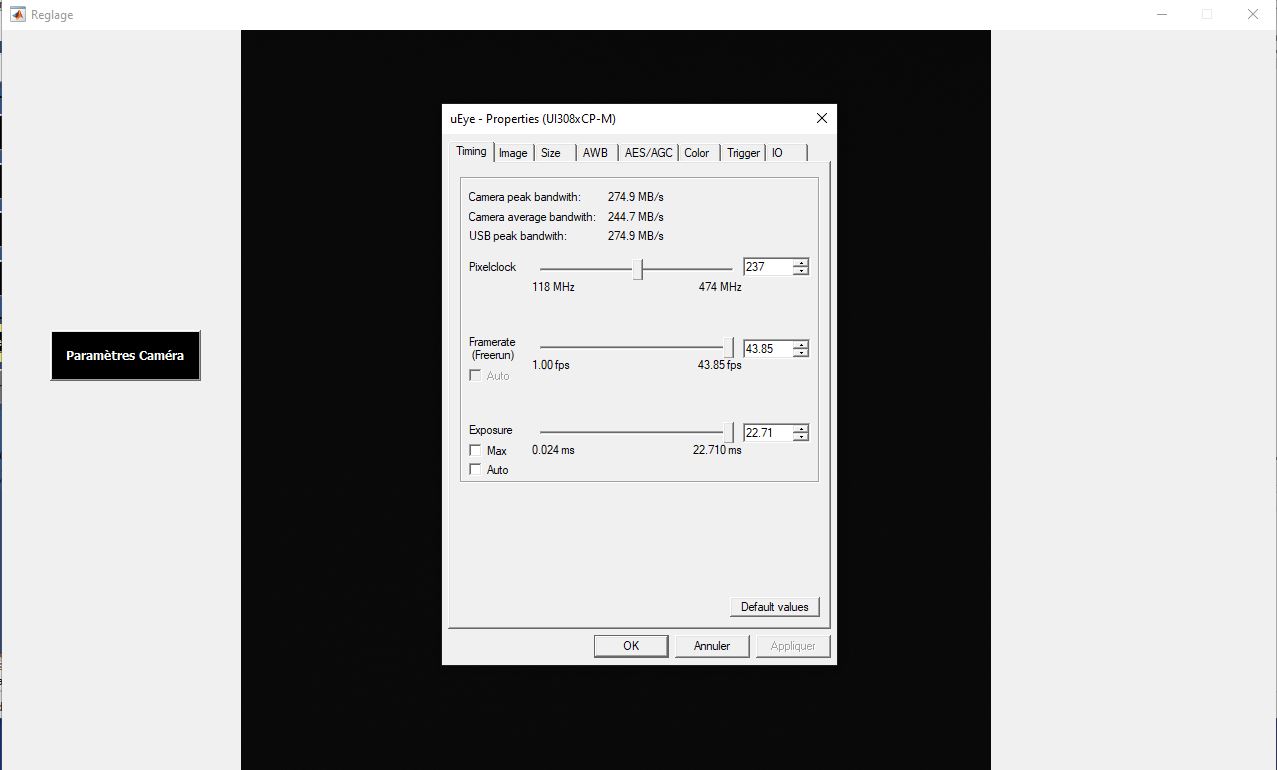 Reglage
uEye - Properties (UI308xCP-M)
Timing Image Size AWB AES/AGC Color Trigger IO
Camera peak bandwith: 274.9 MB/s
Camera average bandwith: 244.7 MB/s
USB peak bandwith: 274.9 MB/s
Pixelclock 237
118 MHz 474 MHz
Framerate 43.85
(Freerun)
1.00 fps 43.85 fps
Auto
Paramètres Caméra
Exposure 22.71
Max 0.024 ms 22.710 ms
Auto
Default values
OK Annuler Appliquer